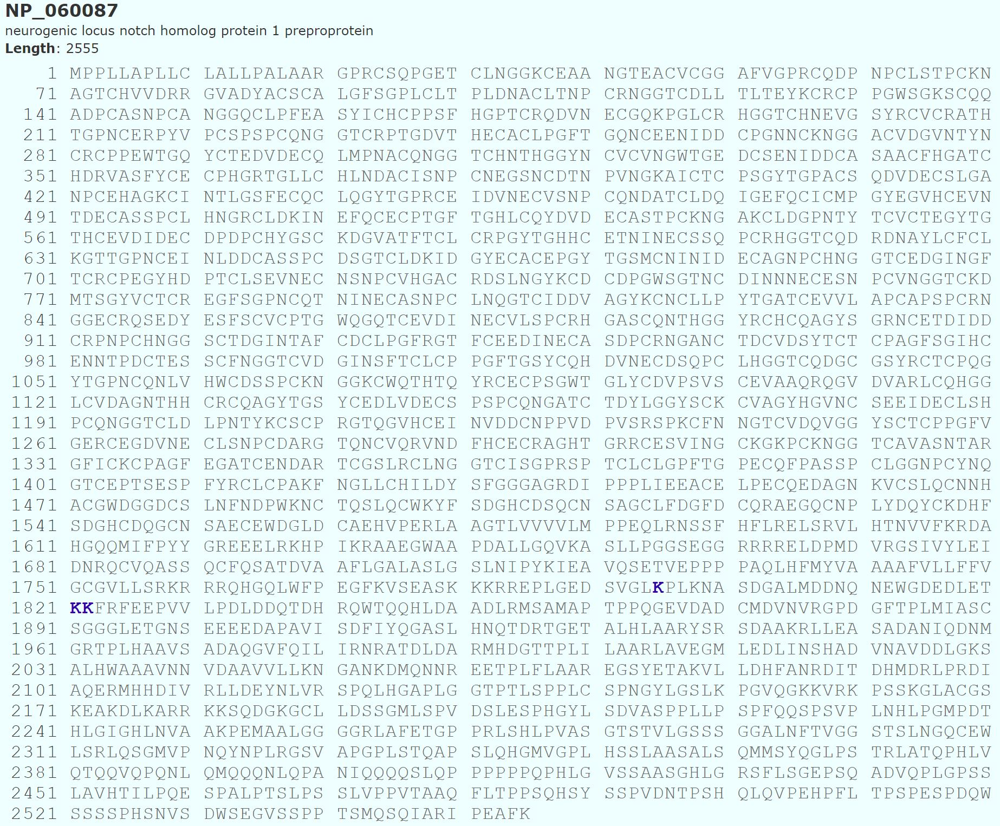 NP_060087
neurogenic locus notch homolog protein 1 preproprotein
Length: 2555
1 MPPLLAPLLC LALLPALAAR GPRCSQPGET CLNGGKCEAA NGTEACVCGG AFVGPRCQDP NPCLSTPCKN
71 AGTCHVVDRR GVADYACSCA LGFSGPLCLT PLDNACLTNP CRNGGTCDLL TLTEYKCRCP PGWSGKSCQQ
141 ADPCASNPCA NGGQCLPFEA SYICHCPPSF HGPTCRQDVN ECGQKPGLCR HGGTCHNEVG SYRCVCRATH
211 TGPNCERPYV PCSPSPCQNG GTCRPTGDVT HECACLPGFT GQNCEENIDD CPGNNCKNGG ACVDGVNTYN
281 CRCPPEWTGQ YCTEDVDECQ LMPNACQNGG TCHNTHGGYN CVCVNGWTGE DCSENIDDCA SAACFHGATC
351 HDRVASFYCE CPHGRTGLLC HLNDACISNP CNEGSNCDTN PVNGKAICTC PSGYTGPACS QDVDECSLGA
421 NPCEHAGKCI NTLGSFECQC LQGYTGPRCE IDVNECVSNP CQNDATCLDQ IGEFQCICMP GYEGVHCEVN
491 TDECASSPCL HNGRCLDKIN EFQCECPTGF TGHLCQYDVD ECASTPCKNG AKCLDGPNTY TCVCTEGYTG
561 THCEVDIDEC DPDPCHYGSC KDGVATFTCL CRPGYTGHHC ETNINECSSQ PCRHGGTCQD RDNAYLCFCL
631 KGTTGPNCEI NLDDCASSPC DSGTCLDKID GYECACEPGY TGSMCNINID ECAGNPCHNG GTCEDGINGF
701 TCRCPEGYHD PTCLSEVNEC NSNPCVHGAC RDSLNGYKCD CDPGWSGTNC DINNNECESN PCVNGGTCKD
771 MTSGYVCTCR EGFSGPNCQT NINECASNPC LNQGTCIDDV AGYKCNCLLP YTGATCEVVL APCAPSPCRN
841 GGECRQSEDY ESFSCVCPTG WQGQTCEVDI NECVLSPCRH GASCQNTHGG YRCHCQAGYS GRNCETDIDD
911 CRPNPCHNGG SCTDGINTAF CDCLPGFRGT FCEEDINECA SDPCRNGANC TDCVDSYTCT CPAGFSGIHC
981 ENNTPDCTES SCFNGGTCVD GINSFTCLCP PGFTGSYCQH DVNECDSQPC LHGGTCQDGC GSYRCTCPQG
1051 YTGPNCQNLV HWCDSSPCKN GGKCWQTHTQ YRCECPSGWT GLYCDVPSVS CEVAAQRQGV DVARLCQHGG
1121 LCVDAGNTHH CRCQAGYTGS YCEDLVDECS PSPCQNGATC TDYLGGYSCK CVAGYHGVNC SEEIDECLSH
1191 PCQNGGTCLD LPNTYKCSCP RGTQGVHCEI NVDDCNPPVD PVSRSPKCFN NGTCVDQVGG YSCTCPPGFV
1261 GERCEGDVNE CLSNPCDARG TQNCVQRVND FHCECRAGHT GRRCESVING CKGKPCKNGG TCAVASNTAR
1331 GFICKCPAGF EGATCENDAR TCGSLRCLNG GTCISGPRSP TCLCLGPFTG PECQFPASSP CLGGNPCYNQ
1401 GTCEPTSESP FYRCLCPAKF NGLLCHILDY SFGGGAGRDI PPPLIEEACE LPECQEDAGN KVCSLQCNNH
1471 ACGWDGGDCS LNFNDPWKNC TQSLQCWKYF SDGHCDSQCN SAGCLFDGFD CQRAEGQCNP LYDQYCKDHF
1541 SDGHCDQGCN SAECEWDGLD CAEHVPERLA AGTLVVVVLM PPEQLRNSSF HFLRELSRVL HTNVVFKRDA
1611 HGQQMIFPYY GREEELRKHP IKRAAEGWAA PDALLGQVKA SLLPGGSEGG RRRRELDPMD VRGSIVYLEI
1681 DNRQCVQASS QCFQSATDVA AFLGALASLG SLNIPYKIEA VQSETVEPPP PAQLHFMYVA AAAFVLLFFV
1751 GCGVLLSRKR RRQHGQLWFP EGFKVSEASK KKRREPLGED SVGLKPLKNA SDGALMDDNQ NEWGDEDLET
1821 KKFRFEEPVV LPDLDDQTDH RQWTQQHLDA ADLRMSAMAP TPPQGEVDAD CMDVNVRGPD GFTPLMIASC
1891 SGGGLETGNS EEEEDAPAVI SDFIYQGASL HNQTDRTGET ALHLAARYSR SDAAKRLLEA SADANIQDNM
1961 GRTPLHAAVS ADAQGVFQIL IRNRATDLDA RMHDGTTPLI LAARLAVEGM LEDLINSHAD VNAVDDLGKS
2031 ALHWAAAVNN VDAAVVLLKN GANKDMQNNR EETPLFLAAR EGSYETAKVL LDHFANRDIT DHMDRLPRDI
2101 AQERMHHDIV RLLDEYNLVR SPQLHGAPLG GTPTLSPPLC SPNGYLGSLK PGVQGKKVRK PSSKGLACGS
2171 KEAKDLKARR KKSQDGKGCL LDSSGMLSPV DSLESPHGYL SDVASPPLLP SPFQQSPSVP LNHLPGMPDT
2241 HLGIGHLNVA AKPEMAALGG GGRLAFETGP PRLSHLPVAS GTSTVLGSSS GGALNFTVGG STSLNGQCEW
2311 LSRLQSGMVP NQYNPLRGSV APGPLSTQAP SLQHGMVGPL HSSLAASALS QMMSYQGLPS TRLATQPHLV
2381 QTQQVQPQNL QMQQQNLQPA NIQQQQSLQP PPPPPQPHLG VSSAASGHLG RSFLSGEPSQ ADVQPLGPSS
2451 LAVHTILPQE SPALPTSLPS SLVPPVTAAQ FLTPPSQHSY SSPVDNTPSH QLQVPEHPFL TPSPESPDQW
2521 SSSSPHSNVS DWSEGVSSPP TSMQSQIARI PEAFK